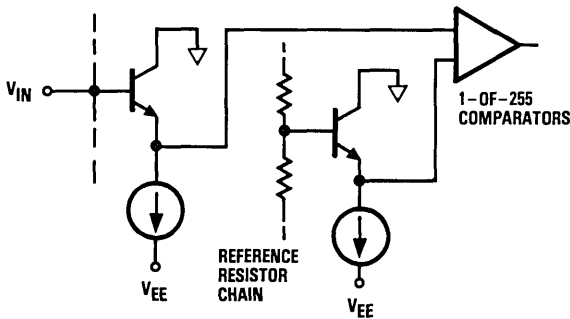 V_IN
1-OF-255
COMPARATORS
REFERENCE
RESISTOR
CHAIN
V_EE
V_EE